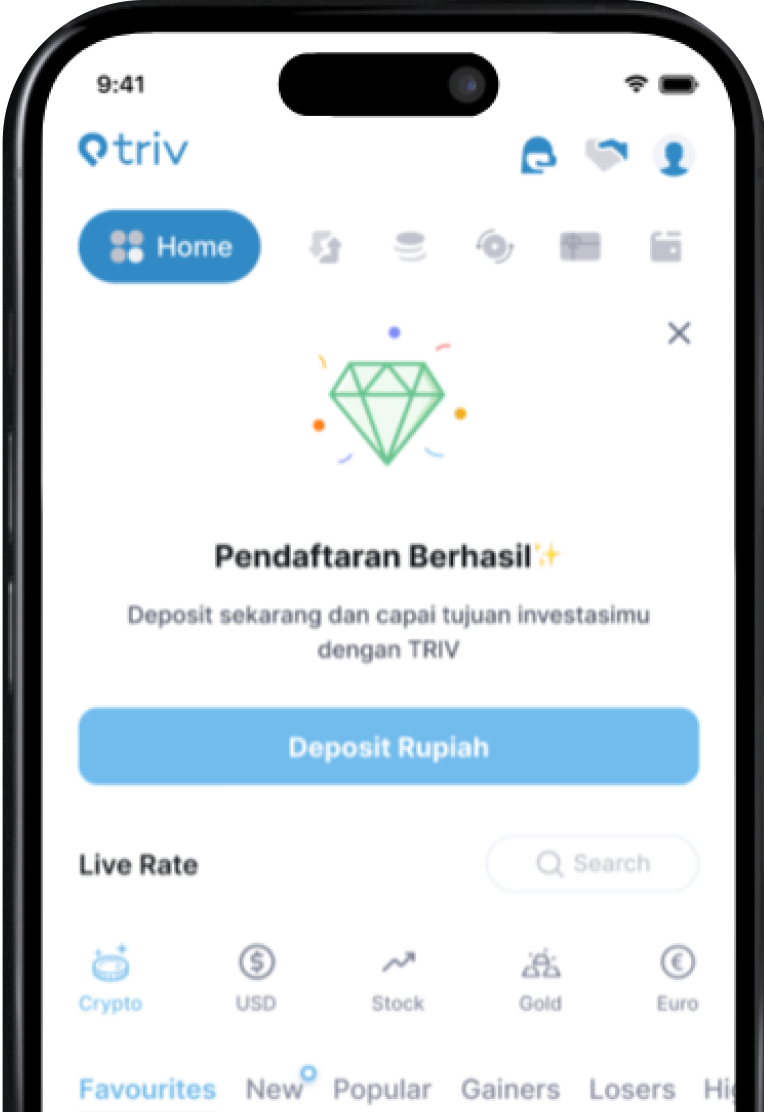 9:41
triv
Home
Pendaftaran Berhasil✨
Deposit sekarang dan capai tujuan investasimu
dengan TRIV
Deposit Rupiah
Live Rate
Search
Crypto USD Stock Gold Euro
Favourites New Popular Gainers Losers